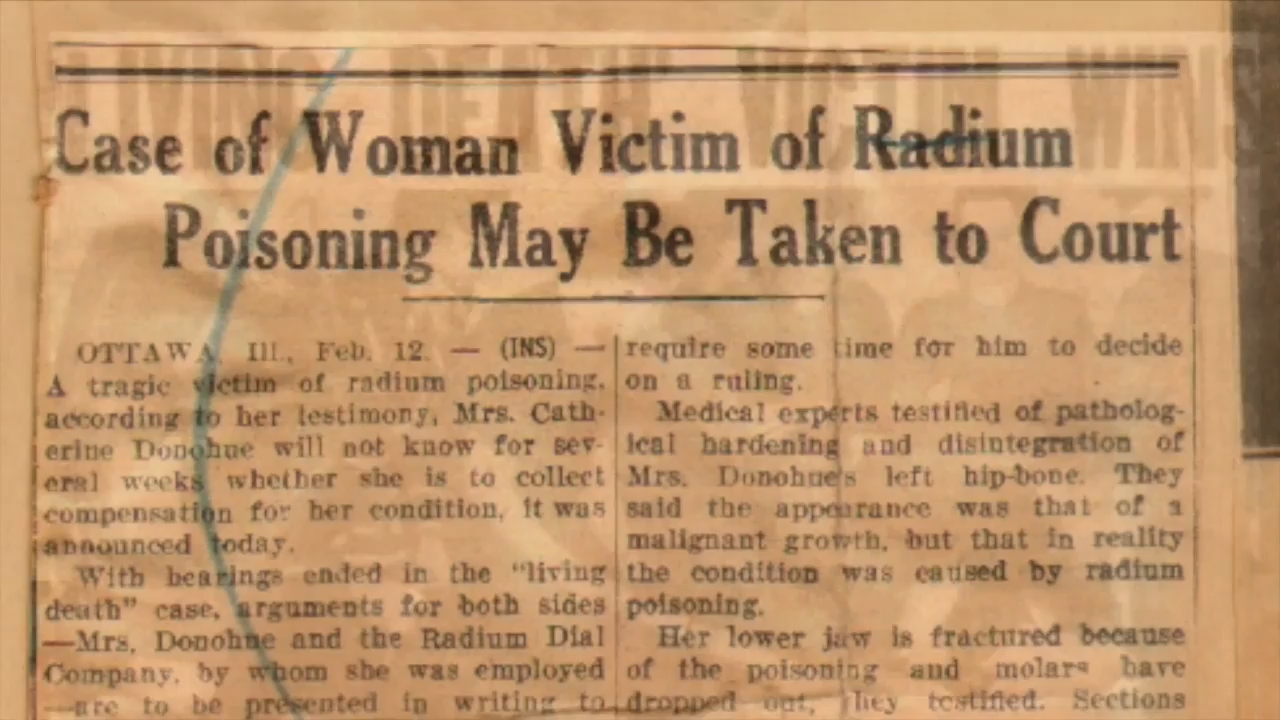 Case of Woman Victim of Radium
Poisoning May Be Taken to Court
OTTAWA, Ill., Feb. 12. — (INS) —
A tragic victim of radium poisoning,
according to her testimony, Mrs. Cath-
erine Donohue will not know for sev-
eral weeks whether she is to collect
compensation for her condition, it was
announced today.
With hearings ended in the “living
death” case, arguments for both sides
—Mrs. Donohue and the Radium Dial
Company, by whom she was employed
—are to be presented in writing to
require some time for him to decide
on a ruling.
Medical experts testified of patholog-
ical hardening and disintegration of
Mrs. Donohue's left hip-bone. They
said the appearance was that of a
malignant growth, but that in reality
the condition was caused by radium
poisoning.
Her lower jaw is fractured because
of the poisoning and molars have
dropped out, they testified. Sections
LIVING DEATH VICTIM WINS